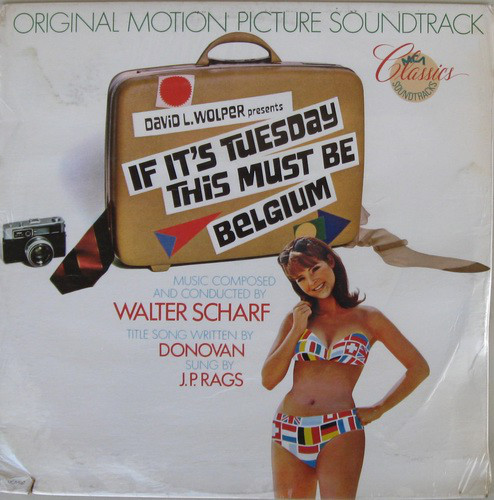 ORIGINAL MOTION PICTURE SOUNDTRACK
MCA
Classics
SOUNDTRACKS
DAVID L. WOLPER presents
IF IT'S TUESDAY
THIS MUST BE
BELGIUM
MUSIC COMPOSED
AND CONDUCTED BY
WALTER SCHARF
TITLE SONG WRITTEN BY
DONOVAN
SUNG BY
J.P. RAGS